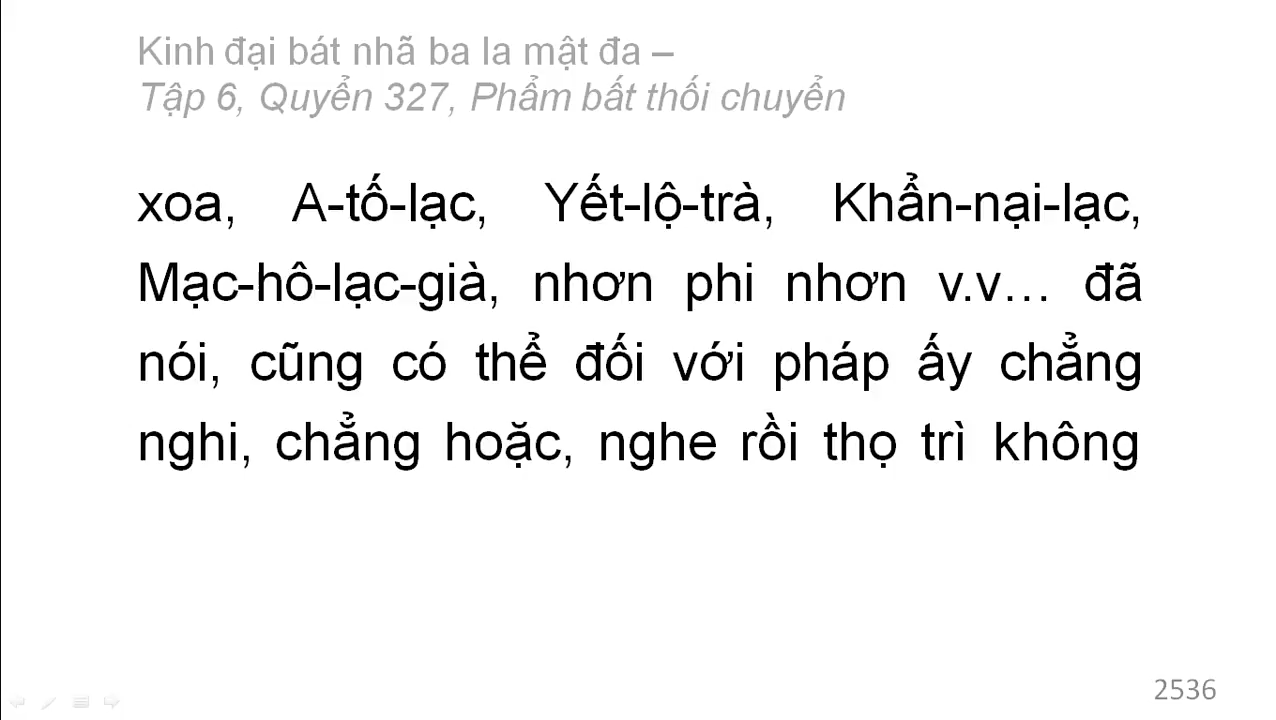 Kinh đại bát nhã ba la mật đa –
Tập 6, Quyển 327, Phẩm bất thối chuyển
xoa, A-tố-lạc, Yết-lộ-trà, Khẩn-nại-lạc,
Mạc-hô-lạc-già, nhơn phi nhơn v.v… đã
nói, cũng có thể đối với pháp ấy chẳng
nghi, chẳng hoặc, nghe rồi thọ trì không
2536